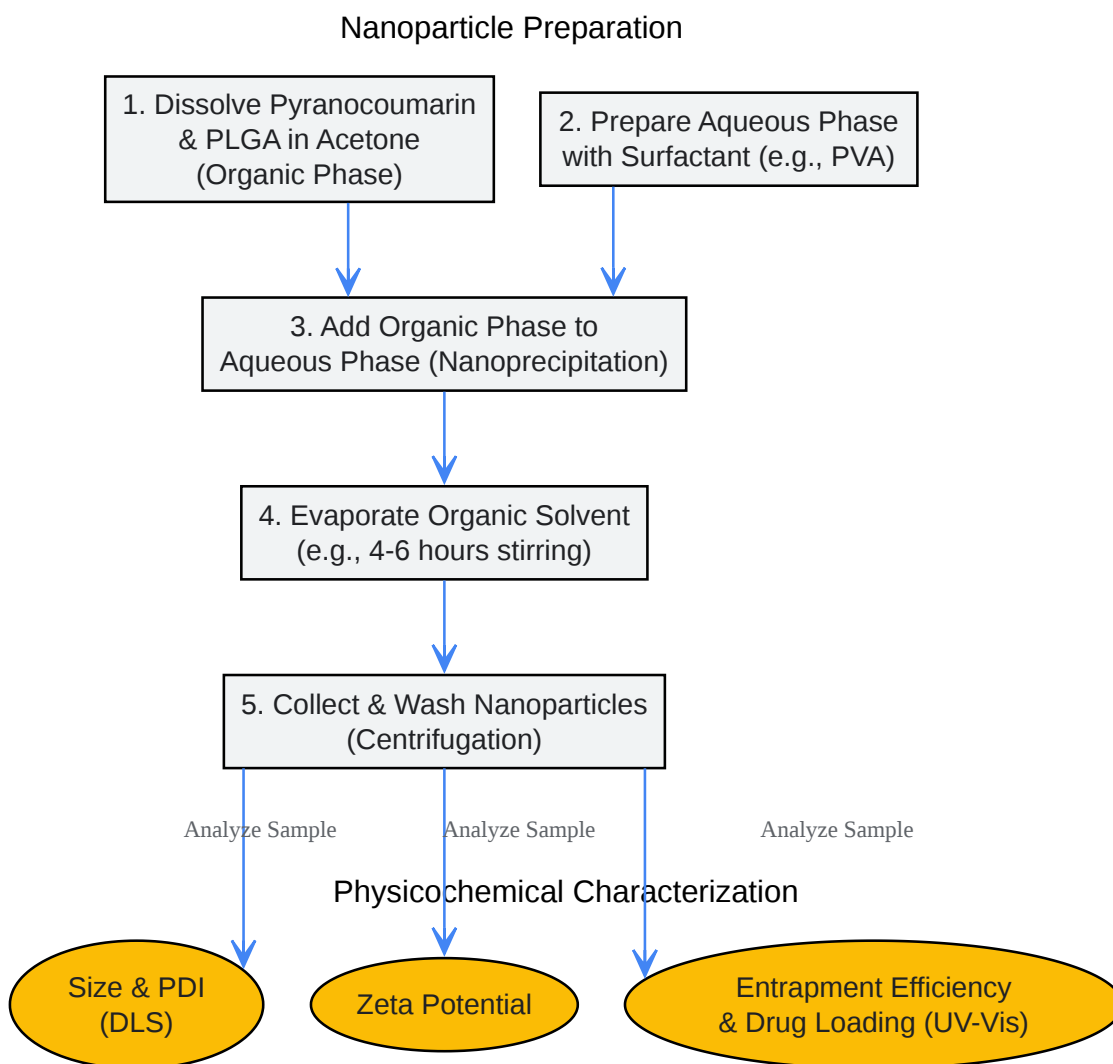 Nanoparticle Preparation
1. Dissolve Pyranocoumarin
& PLGA in Acetone
(Organic Phase)
2. Prepare Aqueous Phase
with Surfactant (e.g., PVA)
3. Add Organic Phase to
Aqueous Phase (Nanoprecipitation)
4. Evaporate Organic Solvent
(e.g., 4-6 hours stirring)
5. Collect & Wash Nanoparticles
(Centrifugation)
Analyze Sample
Analyze Sample
Analyze Sample
Physicochemical Characterization
Size & PDI
(DLS)
Zeta Potential
Entrapment Efficiency
& Drug Loading (UV-Vis)